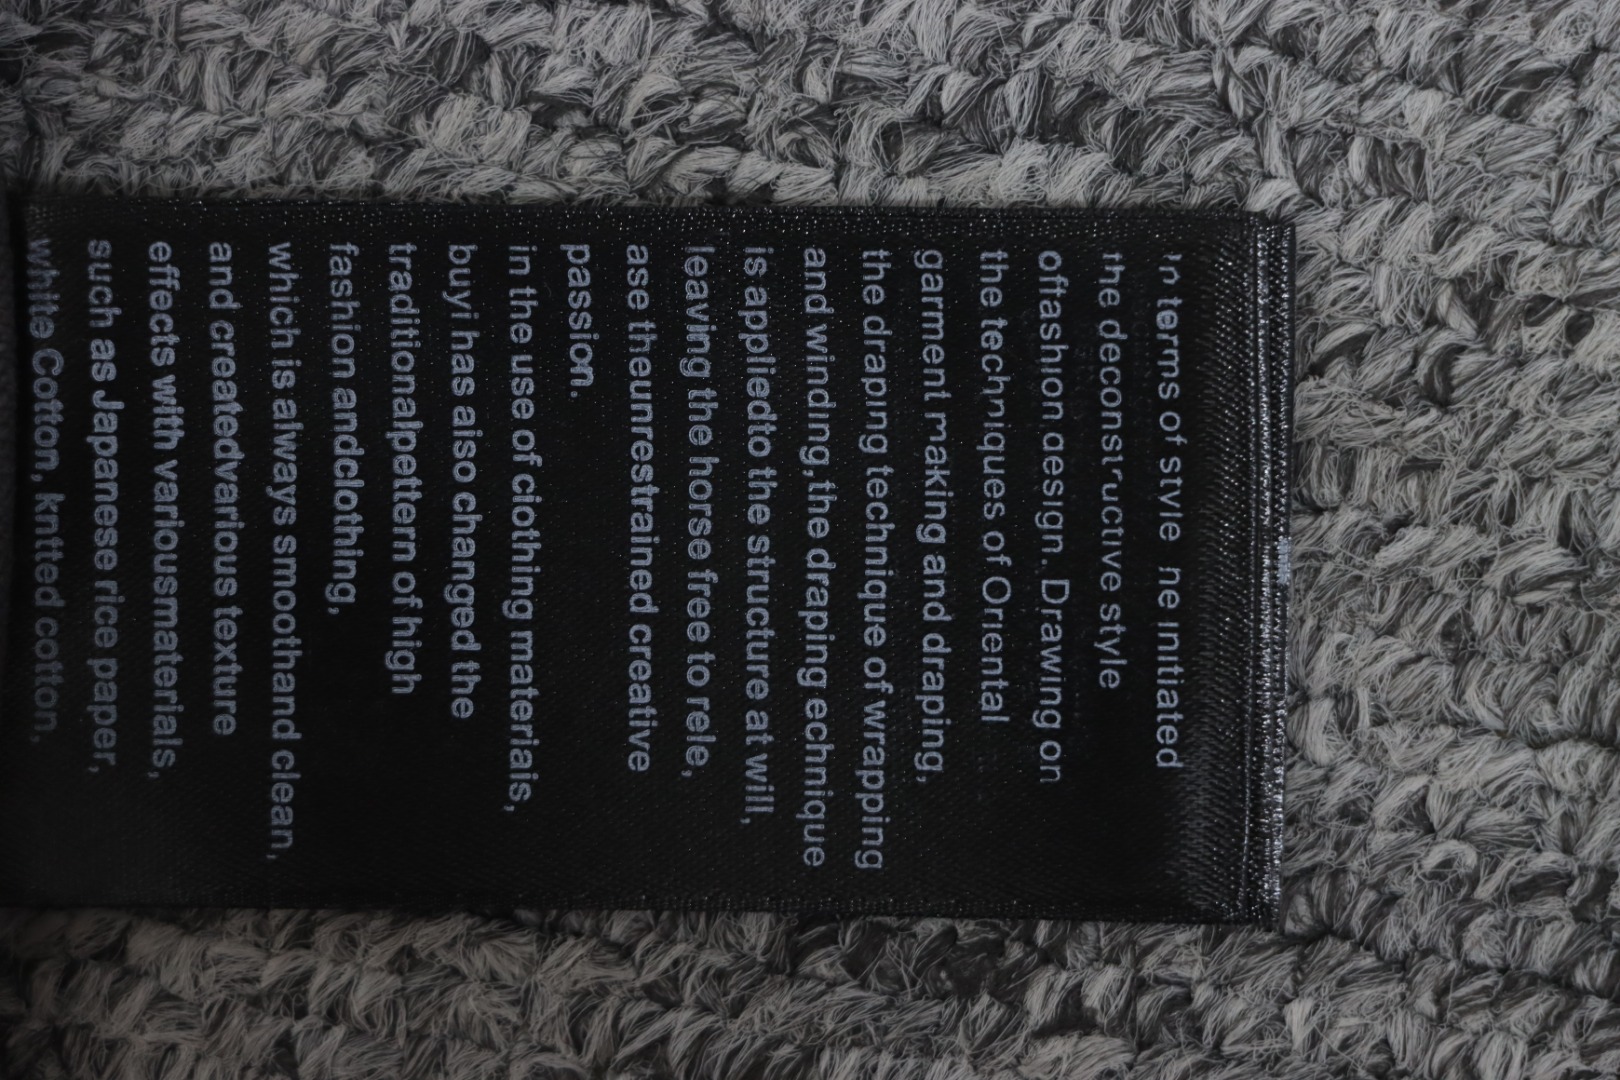 In terms of style he initiated
the deconstructive style
offashion design. Drawing on
the techniques of Oriental
garment making and draping,
the draping technique of wrapping
and winding,the draping echnique
is appliedto the structure at will,
leaving the horse free to rele,
ase theunrestrained creative
passion.
in the use of ciothing materiais,
buyi has aiso changed the
traditionalpettern of high
fashion andclothing,
which is always smoothand clean,
and createdvarious texture
effects with variousmaterials,
such as Japanese rice paper,
white Cotton, kntted cotton,